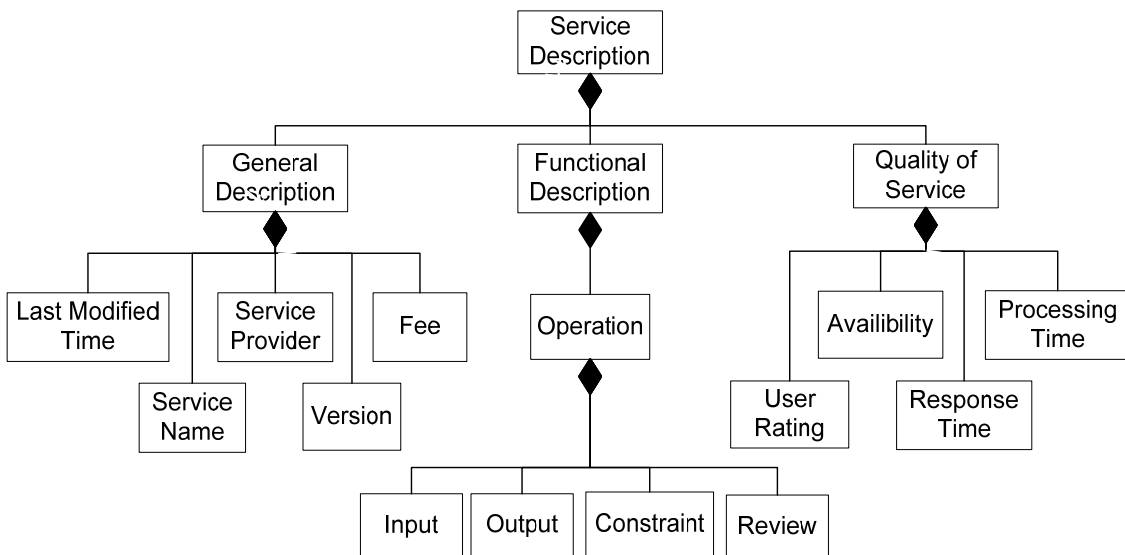 Service
Description
General
Description
Functional
Description
Quality of
Service
Last Modified
Time
Service
Provider
Fee
Operation
Availibility
Processing
Time
Service
Name
Version
User
Rating
Response
Time
Input
Output
Constraint
Review